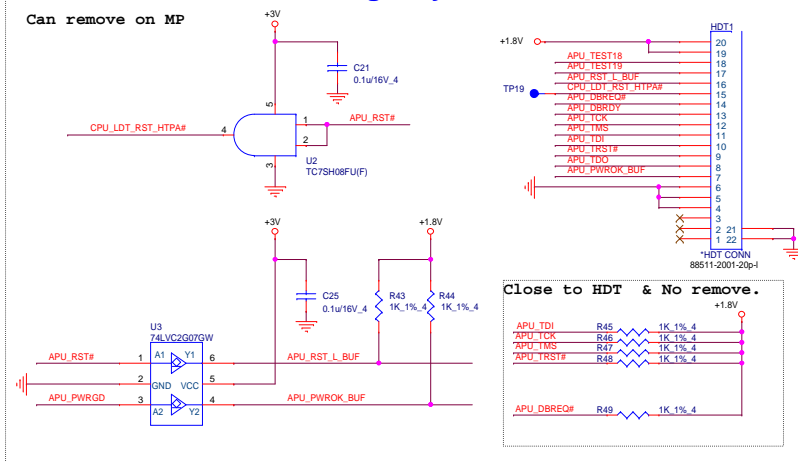 Can remove on MP
+3V
C21
0.1u/16V_4
5
CPU_LDT_RST_HTPA#
4
1
APU_RST#
2
3
U2
TC7SH08FU(F)
+1.8V
HDT1
20
19
APU_TEST18
18
APU_TEST19
17
APU_RST_L_BUF
16
TP19
CPU_LDT_RST_HTPA#
15
APU_DBREQ#
14
APU_DBRDY
13
APU_TCK
12
APU_TMS
11
APU_TDI
10
APU_TRST#
9
APU_TDO
8
APU_PWROK_BUF
7
6
5
4
3
2 21
1 22
*HDT CONN
88511-2001-20p-l
+3V
+1.8V
C25
0.1u/16V_4
R43
1K_1%_4
R44
1K_1%_4
U3
74LVC2G07GW
APU_RST#
1
A1 Y1
6
APU_RST_L_BUF
2
GND VCC
5
APU_PWRGD
3
A2 Y2
4
APU_PWROK_BUF
Close to HDT & No remove.
+1.8V
APU_TDI R45 1K_1%_4
APU_TCK R46 1K_1%_4
APU_TMS R47 1K_1%_4
APU_TRST# R48 1K_1%_4
APU_DBREQ# R49 1K_1%_4